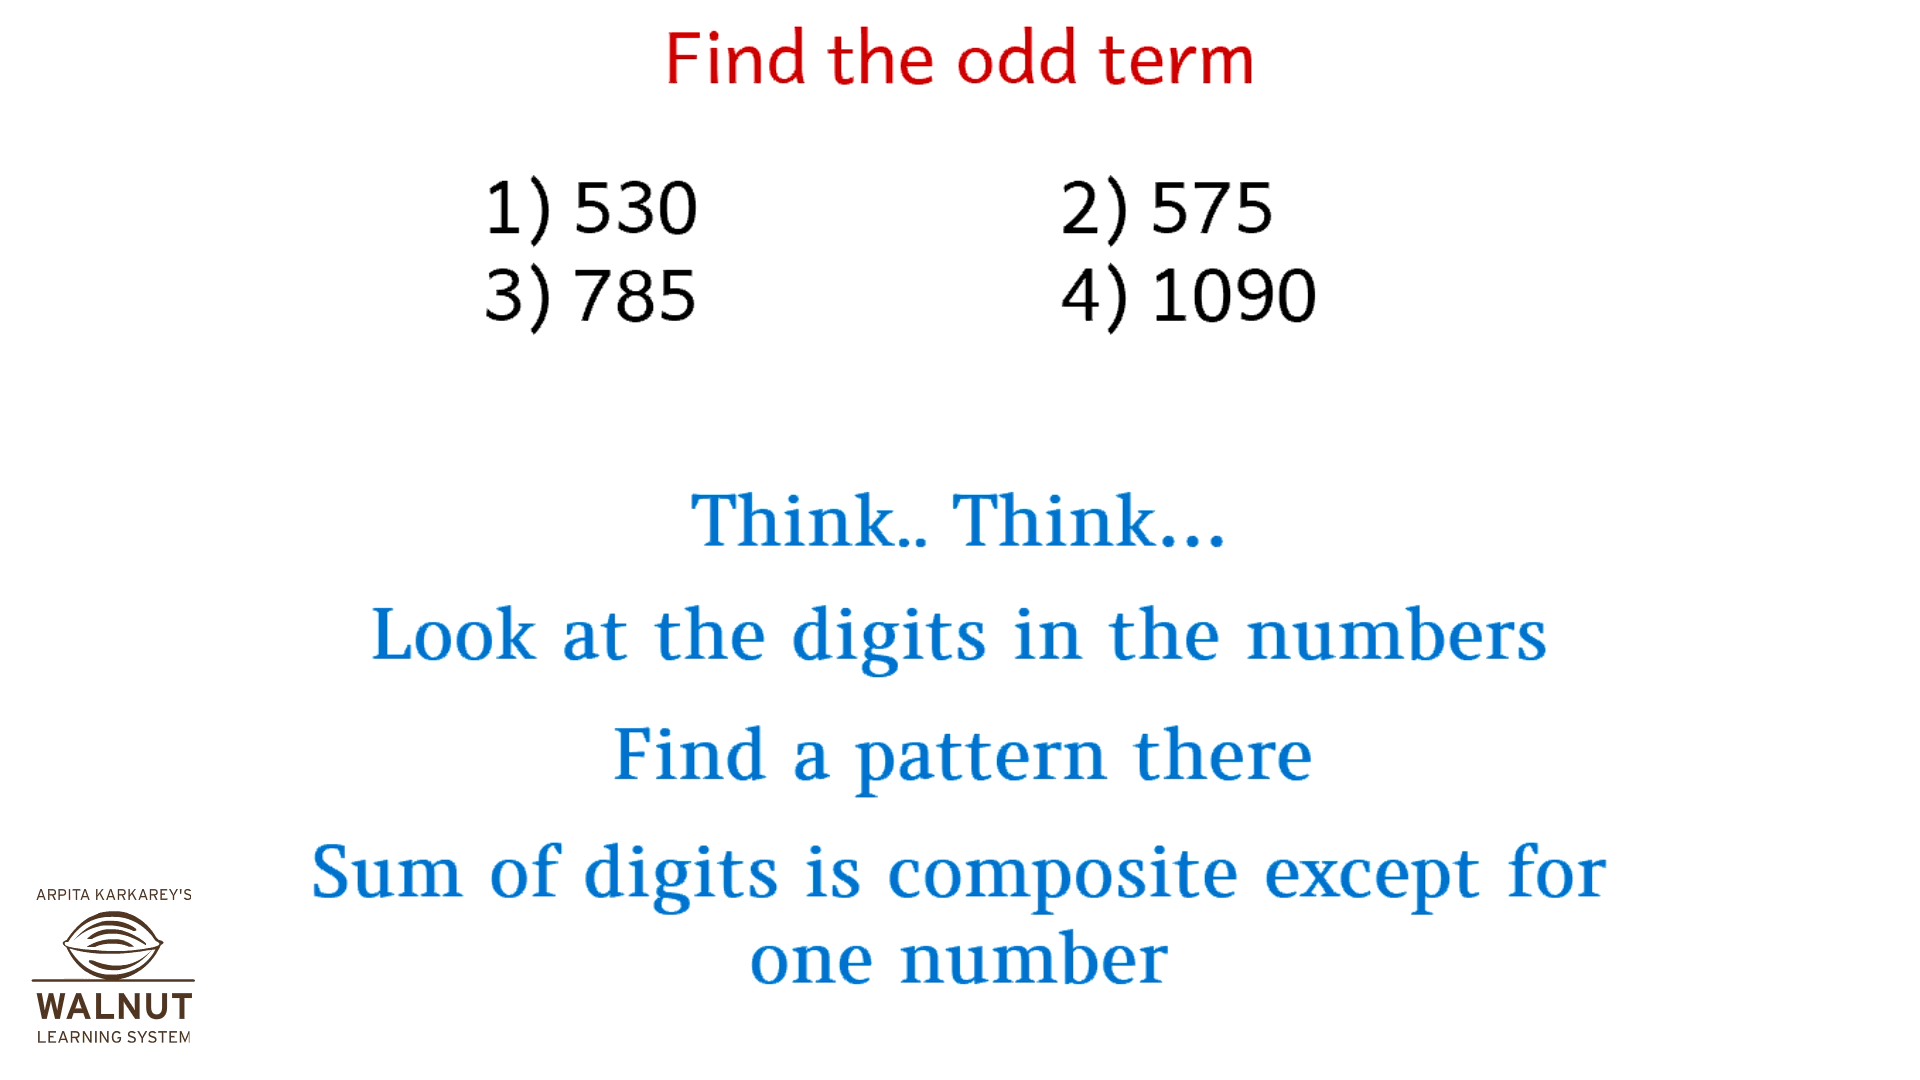 Find the odd term
1) 530 2) 575
3) 785 4) 1090
Think.. Think...
Look at the digits in the numbers
Find a pattern there
Sum of digits is composite except for
one number
ARPITA KARKAREY'S
WALNUT
LEARNING SYSTEM